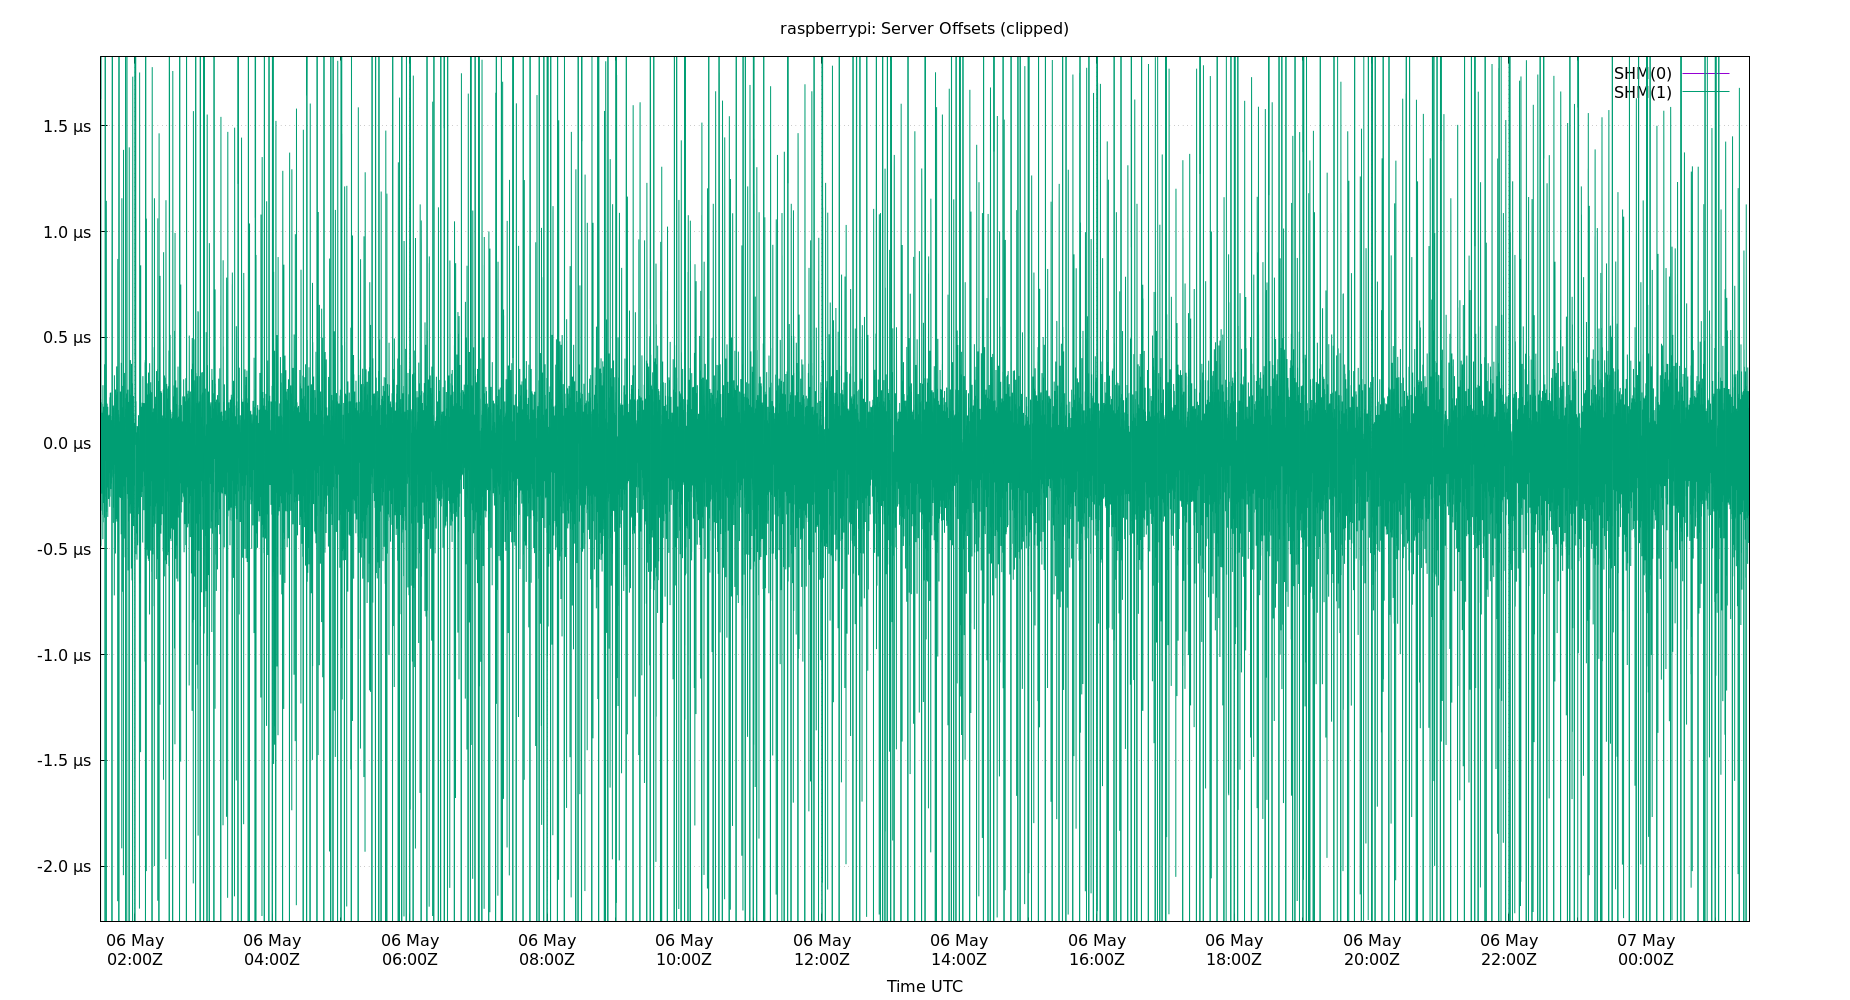 raspberrypi: Server Offsets (clipped)
SHM(0)
SHM(1)
1.5 µs
1.0 µs
0.5 µs
0.0 µs
-0.5 µs
-1.0 µs
-1.5 µs
-2.0 µs
06 May 06 May 06 May 06 May 06 May 06 May 06 May 06 May 06 May 06 May 06 May 07 May
02:00Z 04:00Z 06:00Z 08:00Z 10:00Z 12:00Z 14:00Z 16:00Z 18:00Z 20:00Z 22:00Z 00:00Z
Time UTC